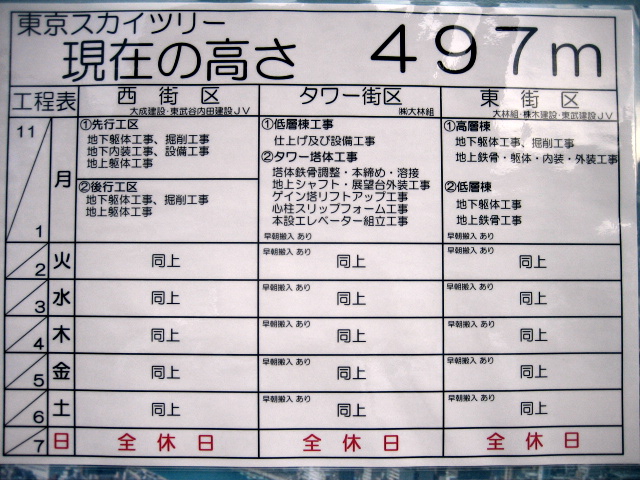 東京スカイツリー
現在の高さ 497m
工程表 西街区 タワー街区 東街区
大成建設・東武谷内田建設JV ㈱大林組 大林組・株木建設・東武建設JV
11 月 1
①先行工区
地下躯体工事、掘削工事
地下内装工事、設備工事
地上躯体工事
②後行工区
地下躯体工事、掘削工事
地上躯体工事
①低層棟工事
仕上げ及び設備工事
②タワー塔体工事
塔体鉄骨調整・本締め・溶接
地上シャフト・展望台外装工事
ゲイン塔リフトアップ工事
心柱スリップフォーム工事
本設エレベーター組立工事
早朝搬入 あり
①高層棟
地下躯体工事、掘削工事
地上鉄骨・躯体・内装・外装工事
②低層棟
地下躯体工事
地上鉄骨工事
早朝搬入 あり
2 火 同上 早朝搬入 あり 同上 早朝搬入 あり 同上
3 水 同上 早朝搬入 あり 同上 早朝搬入 あり 同上
4 木 同上 早朝搬入 あり 同上 早朝搬入 あり 同上
5 金 同上 早朝搬入 あり 同上 早朝搬入 あり 同上
6 土 同上 早朝搬入 あり 同上 早朝搬入 あり 同上
7 日 全休日 全休日 全休日